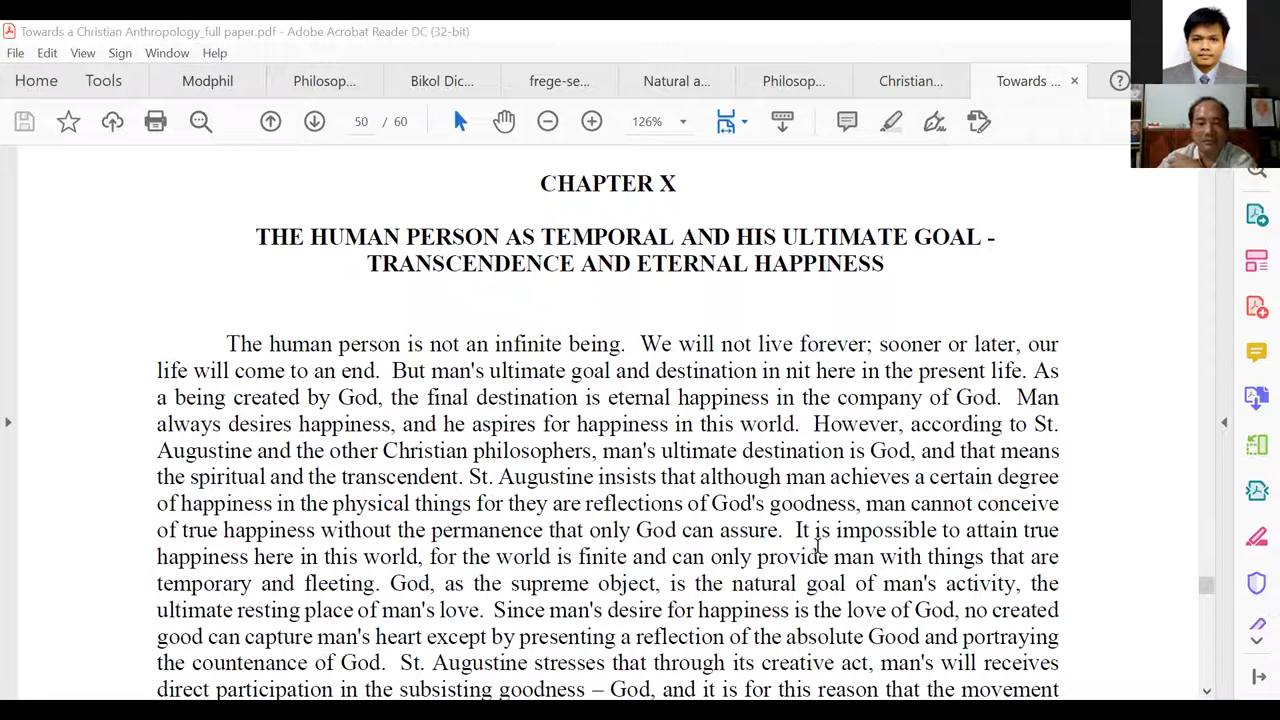 Towards a Christian Anthropology_full paper.pdf - Adobe Acrobat Reader DC (32-bit)
File Edit View Sign Window Help
Home Tools Modphil Philosop... Bikol Dic... frege-se... Natural a... Philosop... Christian... Towards ... ×
50 / 60 126%
CHAPTER X
THE HUMAN PERSON AS TEMPORAL AND HIS ULTIMATE GOAL -
TRANSCENDENCE AND ETERNAL HAPPINESS
The human person is not an infinite being. We will not live forever; sooner or later, our
life will come to an end. But man's ultimate goal and destination in nit here in the present life. As
a being created by God, the final destination is eternal happiness in the company of God. Man
always desires happiness, and he aspires for happiness in this world. However, according to St.
Augustine and the other Christian philosophers, man's ultimate destination is God, and that means
the spiritual and the transcendent. St. Augustine insists that although man achieves a certain degree
of happiness in the physical things for they are reflections of God's goodness, man cannot conceive
of true happiness without the permanence that only God can assure. It is impossible to attain true
happiness here in this world, for the world is finite and can only provide man with things that are
temporary and fleeting. God, as the supreme object, is the natural goal of man's activity, the
ultimate resting place of man's love. Since man's desire for happiness is the love of God, no created
good can capture man's heart except by presenting a reflection of the absolute Good and portraying
the countenance of God. St. Augustine stresses that through its creative act, man's will receives
direct participation in the subsisting goodness – God, and it is for this reason that the movement